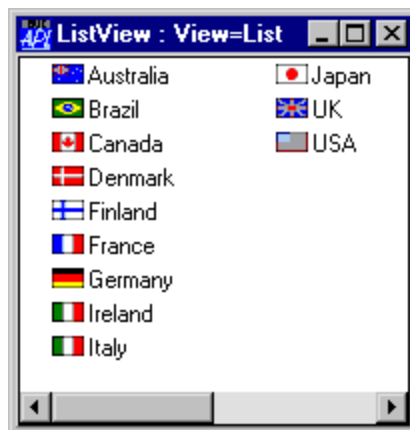 ListView : View=List
Australia
Brazil
Canada
Denmark
Finland
France
Germany
Ireland
Italy
Japan
UK
USA